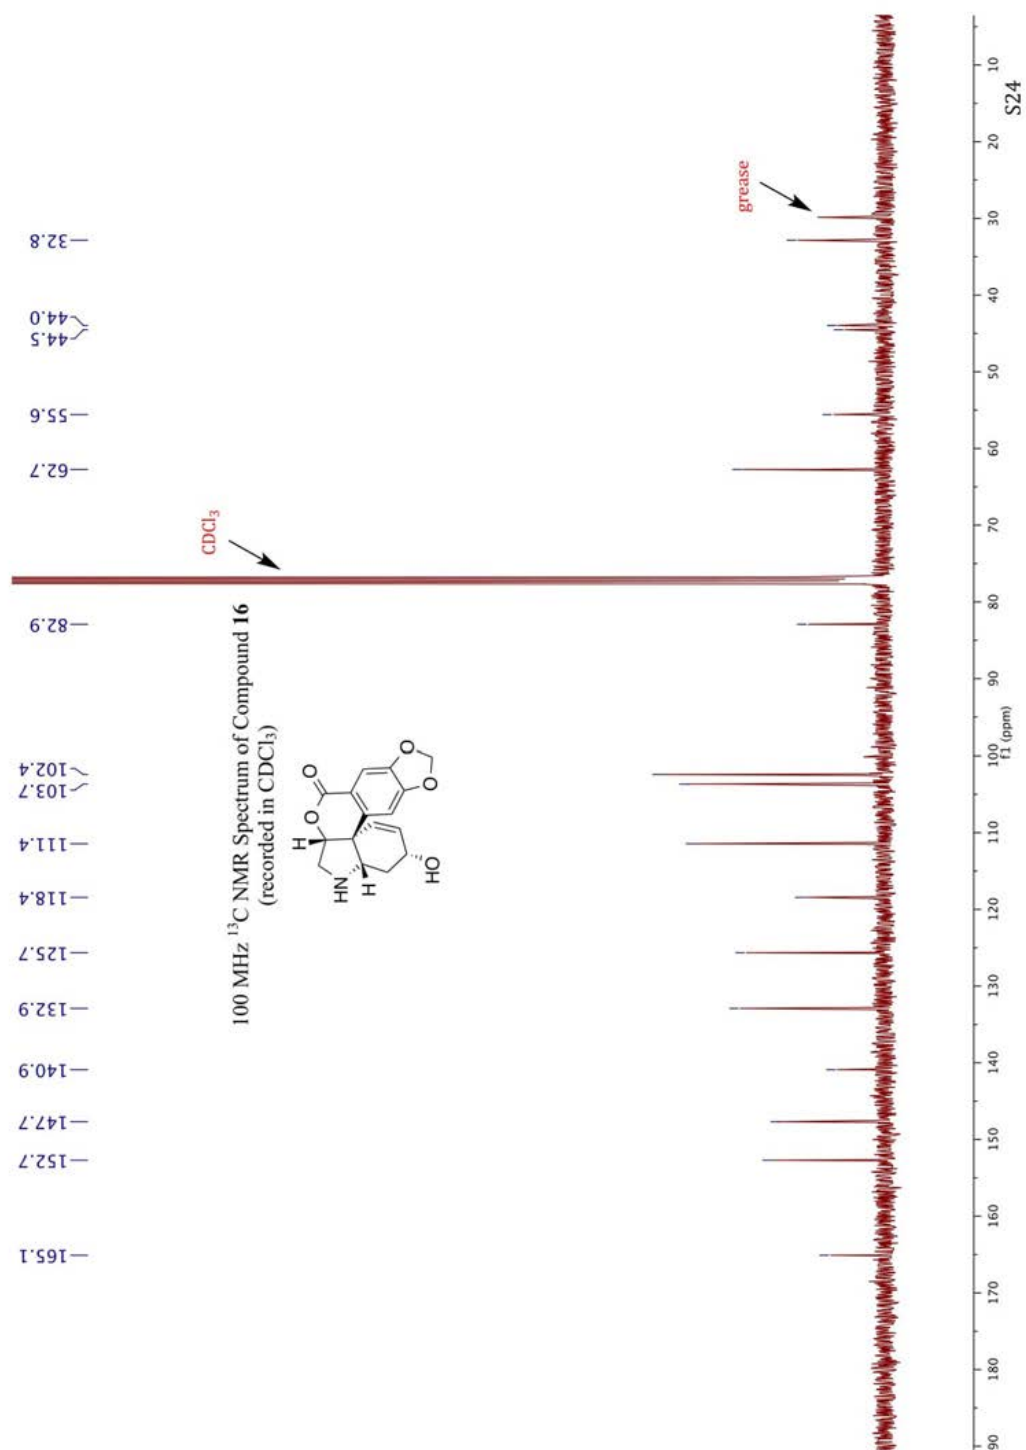 165.1
152.7
147.7
140.9
132.9
125.7
118.4
111.4
103.7
102.4
82.9
62.7
55.6
44.5
44.0
32.8
CDCl₃
100 MHz ¹³C NMR Spectrum of Compound 16
(recorded in CDCl₃)
O
O
H
HN
H
O
O
OH
grease
90
180
170
160
150
140
130
120
110
100
90
80
70
60
50
40
30
20
10
f1 (ppm)
S24